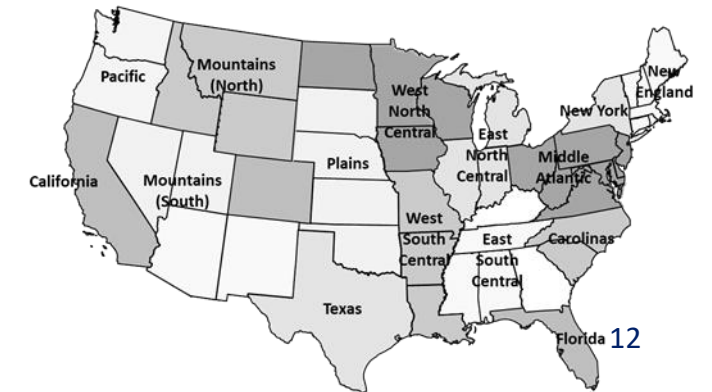 Pacific
Mountains
(North)
West
North
Central
New
England
New York
East
North
Central
Middle
Atlantic
Plains
California
Mountains
(South)
West
South
Central
East
South
Central
Carolinas
Texas
Florida
12